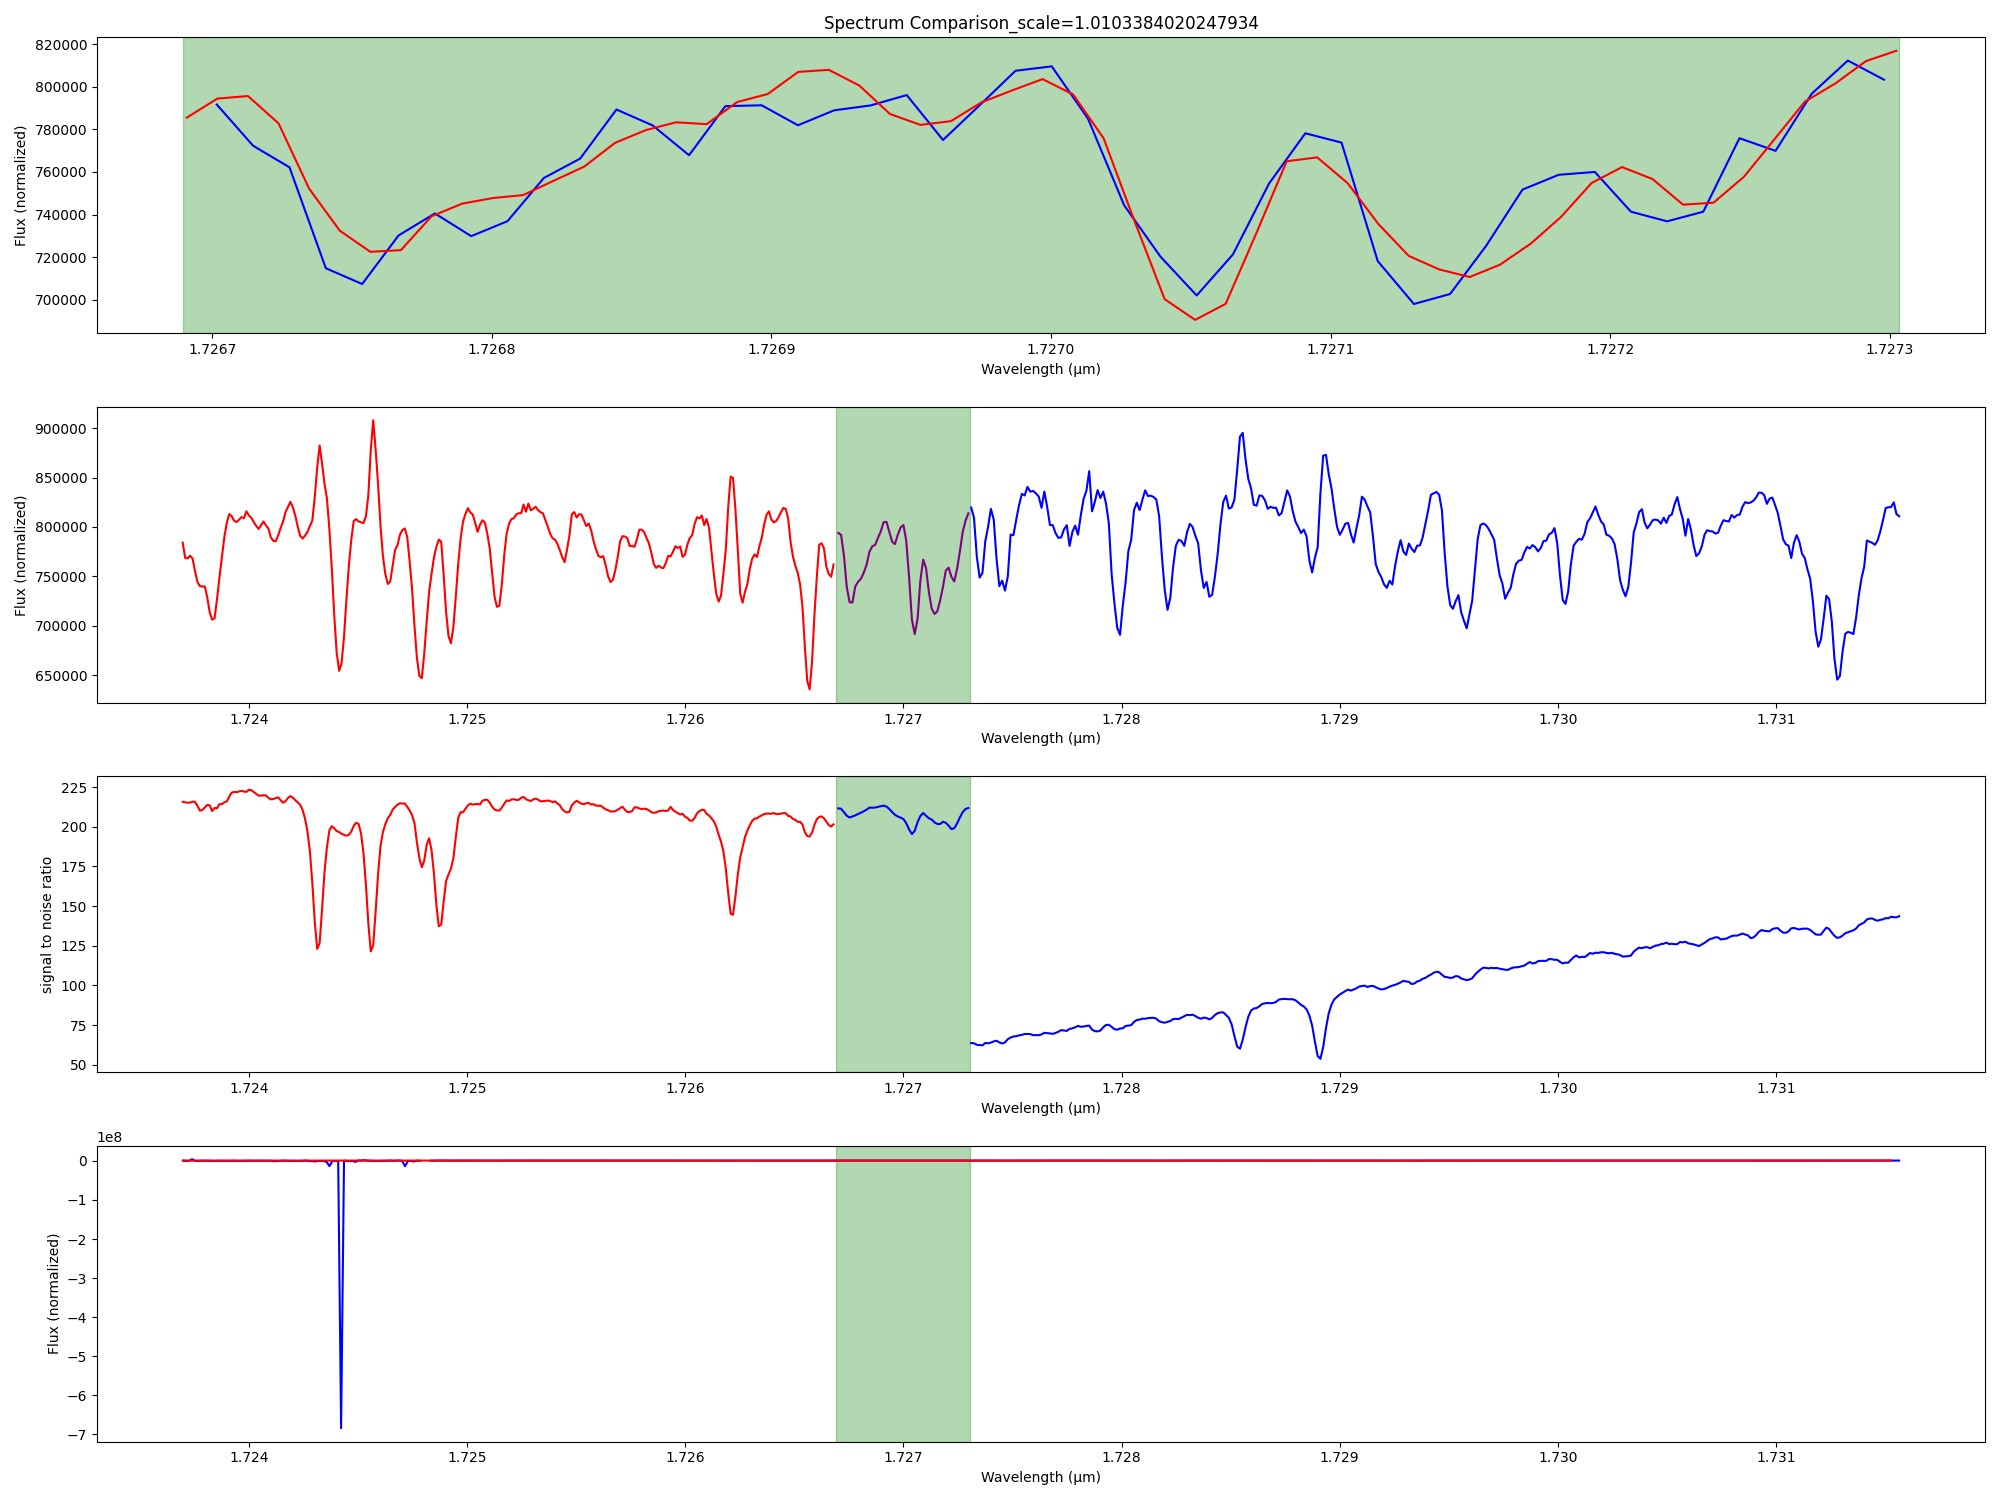 Spectrum Comparison_scale=1.0103384020247934
820000
800000
780000
760000
740000
720000
700000
Flux (normalized)
1.7267 1.7268 1.7269 1.7270 1.7271 1.7272 1.7273
Wavelength (μm)
900000
850000
800000
750000
700000
650000
Flux (normalized)
1.724 1.725 1.726 1.727 1.728 1.729 1.730 1.731
Wavelength (μm)
225
200
175
150
125
100
75
50
signal to noise ratio
1.724 1.725 1.726 1.727 1.728 1.729 1.730 1.731
Wavelength (μm)
1e8
0
−1
−2
−3
−4
−5
−6
−7
Flux (normalized)
1.724 1.725 1.726 1.727 1.728 1.729 1.730 1.731
Wavelength (μm)